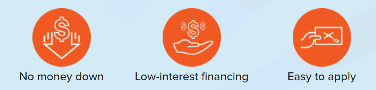 No money down
Low-interest financing
Easy to apply